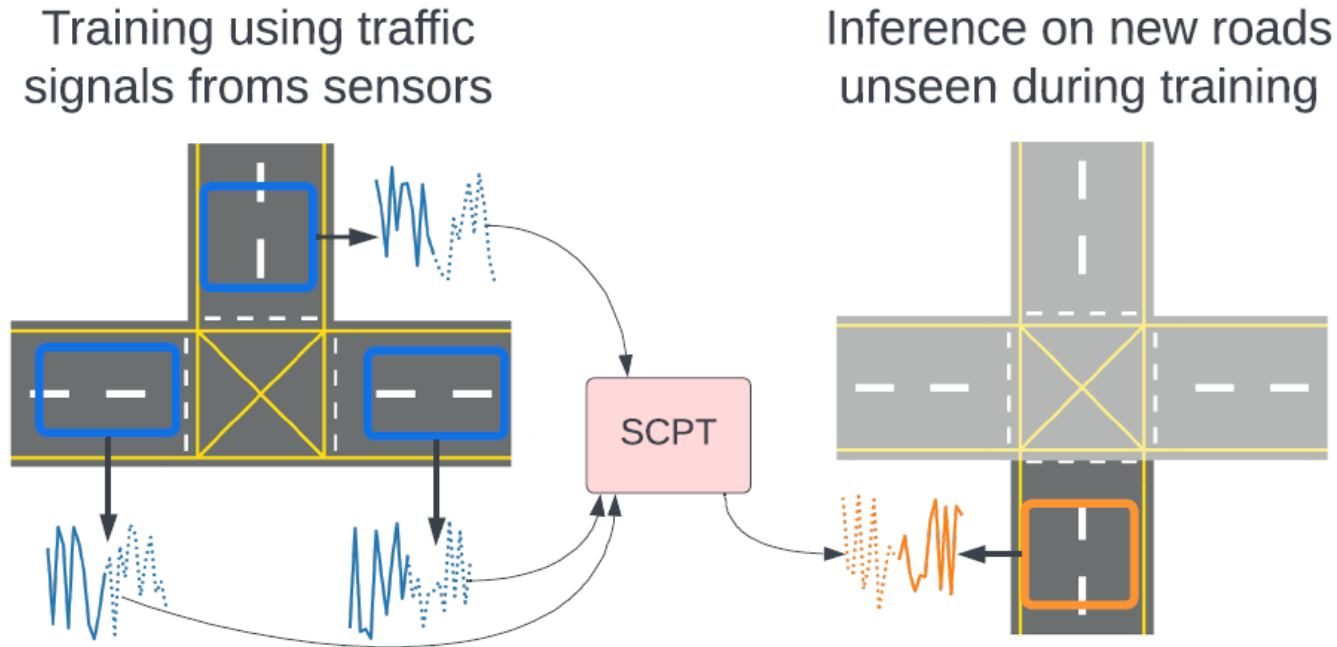 Training using traffic
signals froms sensors
Inference on new roads
unseen during training
SCPT